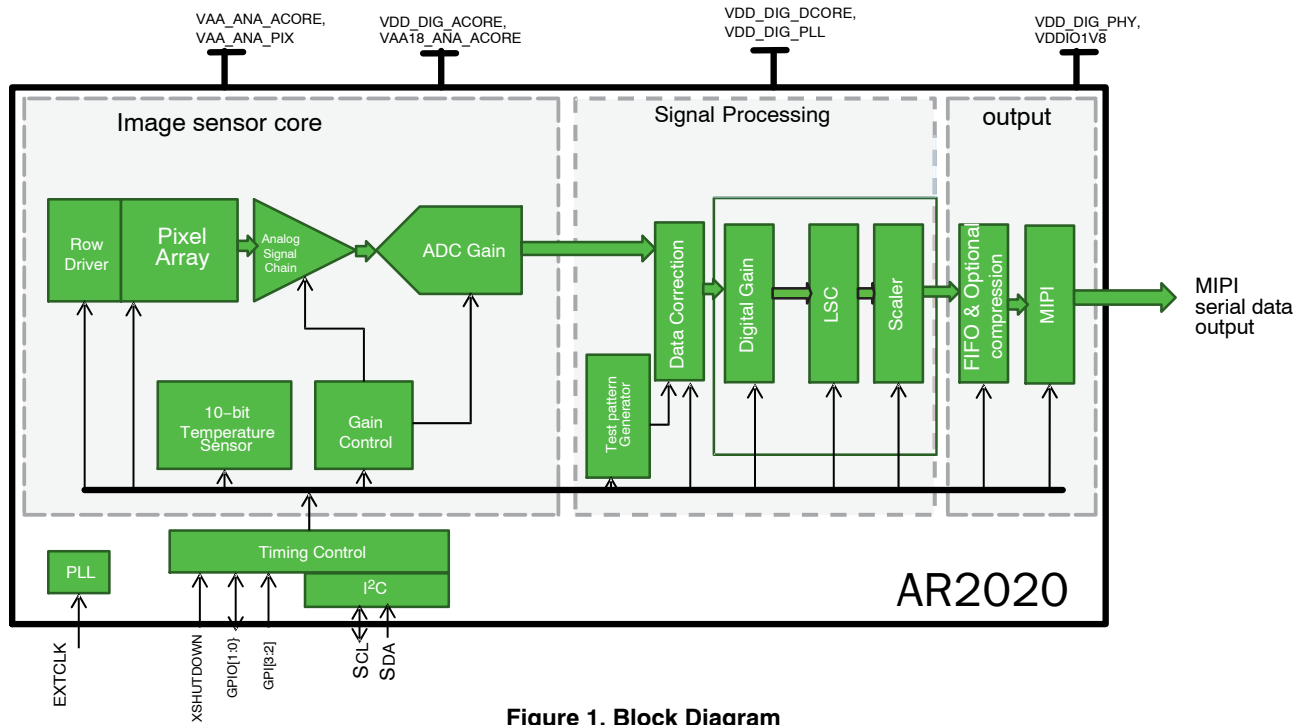 VAA_ANA_ACORE,
VAA_ANA_PIX
VDD_DIG_ACORE,
VAA18_ANA_ACORE
VDD_DIG_DCORE,
VDD_DIG_PLL
VDD_DIG_PHY,
VDDIO1V8
Image sensor core
Signal Processing
output
Row
Driver
Pixel
Array
Analog
Signal
Chain
ADC Gain
Data Correction
Digital Gain
LSC
Scaler
FIFO & Optional
compression
MIPI
MIPI
serial data
output
10−bit
Temperature
Sensor
Gain
Control
Test pattern
Generator
Timing Control
I²C
PLL
AR2020
EXTCLK
XSHUTDOWN
GPIO[1:0}
GPI[3:2]
SCL
SDA
Figure 1. Block Diagram